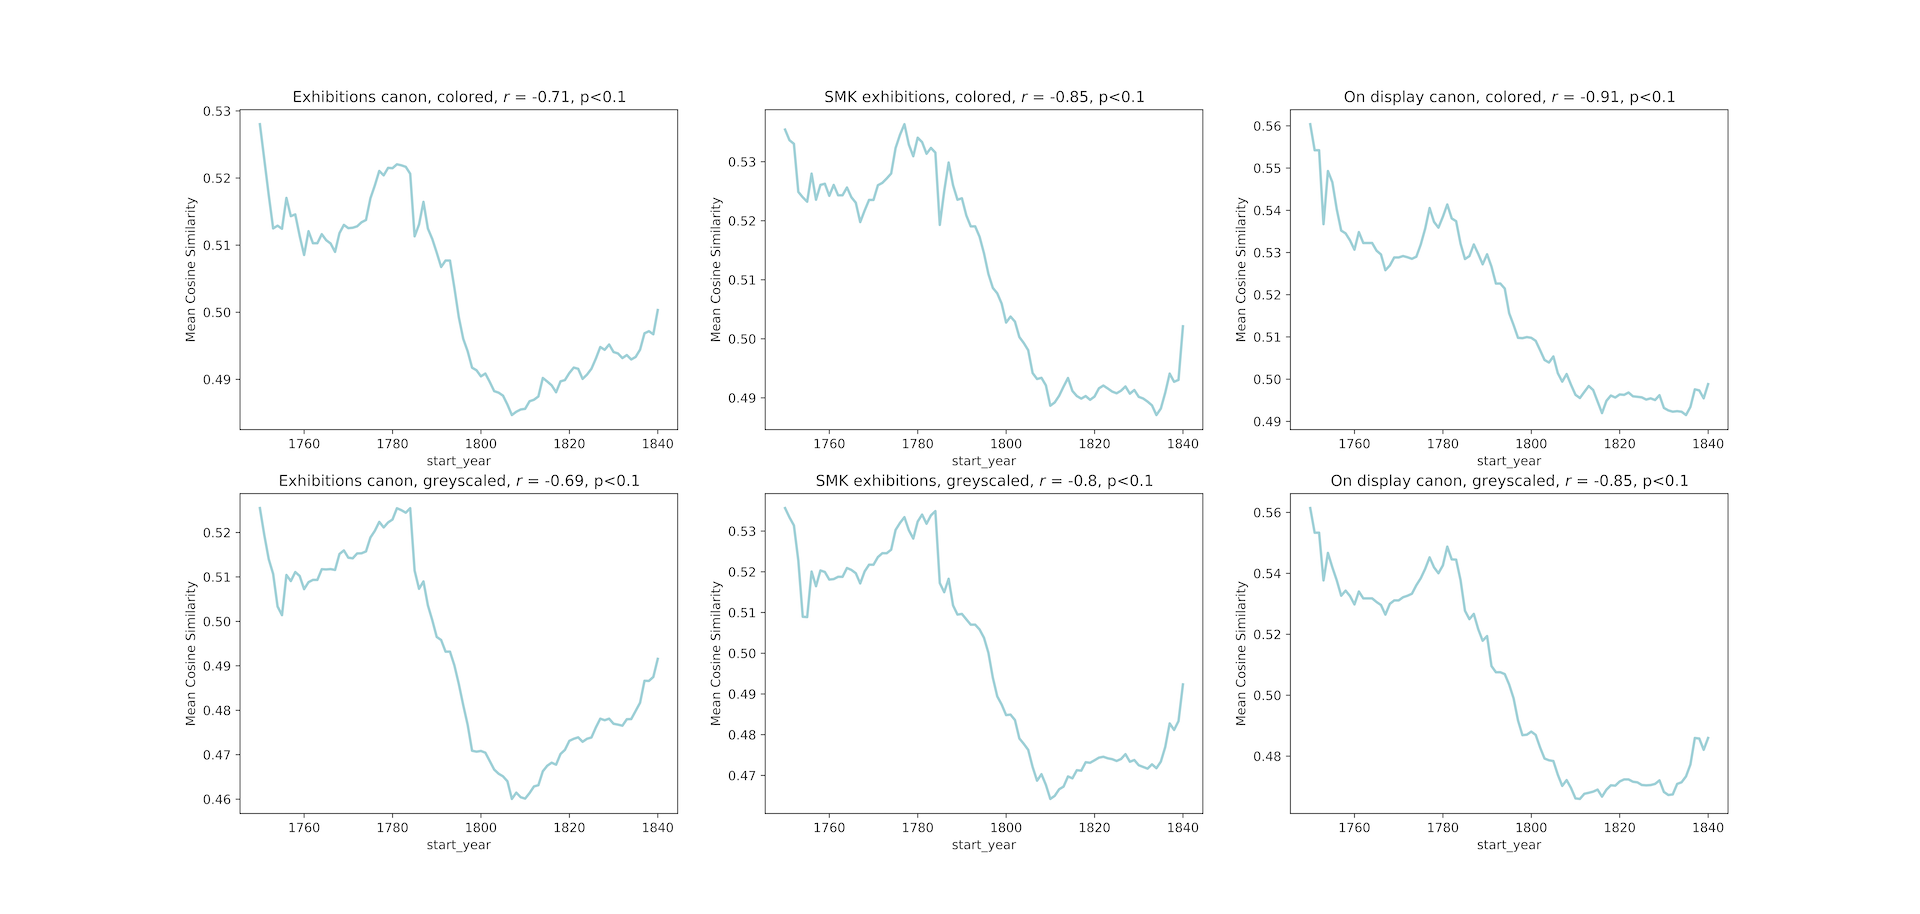 Exhibitions canon, colored, r = -0.71, p<0.1
0.53
0.52
0.51
0.50
0.49
Mean Cosine Similarity
1760 1780 1800 1820 1840
start_year
SMK exhibitions, colored, r = -0.85, p<0.1
0.53
0.52
0.51
0.50
0.49
Mean Cosine Similarity
1760 1780 1800 1820 1840
start_year
On display canon, colored, r = -0.91, p<0.1
0.56
0.55
0.54
0.53
0.52
0.51
0.50
0.49
Mean Cosine Similarity
1760 1780 1800 1820 1840
start_year
Exhibitions canon, greyscaled, r = -0.69, p<0.1
0.52
0.51
0.50
0.49
0.48
0.47
0.46
Mean Cosine Similarity
1760 1780 1800 1820 1840
start_year
SMK exhibitions, greyscaled, r = -0.8, p<0.1
0.53
0.52
0.51
0.50
0.49
0.48
0.47
Mean Cosine Similarity
1760 1780 1800 1820 1840
start_year
On display canon, greyscaled, r = -0.85, p<0.1
0.56
0.54
0.52
0.50
0.48
Mean Cosine Similarity
1760 1780 1800 1820 1840
start_year